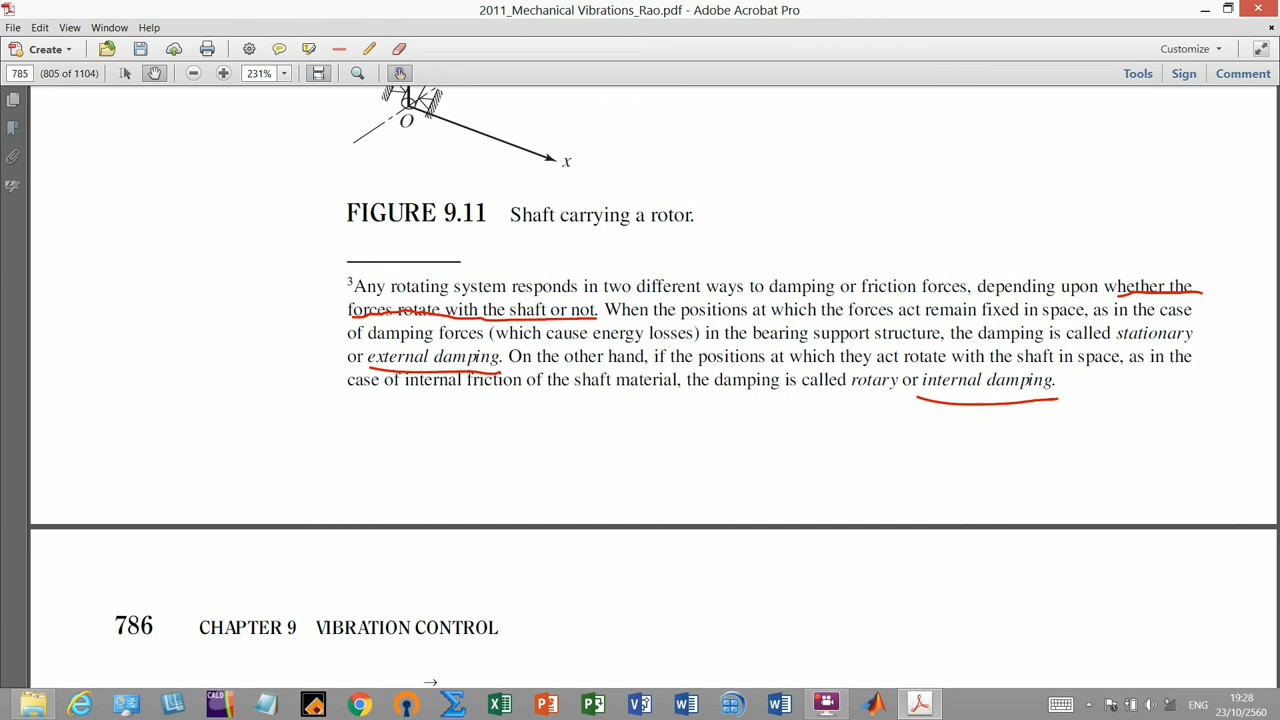 2011_Mechanical Vibrations_Rao.pdf - Adobe Acrobat Pro
File Edit View Window Help
Create
231%
Customize
785 (805 of 1104)
Tools Sign Comment
O
x
FIGURE 9.11 Shaft carrying a rotor.
³Any rotating system responds in two different ways to damping or friction forces, depending upon whether the
forces rotate with the shaft or not. When the positions at which the forces act remain fixed in space, as in the case
of damping forces (which cause energy losses) in the bearing support structure, the damping is called stationary
or external damping. On the other hand, if the positions at which they act rotate with the shaft in space, as in the
case of internal friction of the shaft material, the damping is called rotary or internal damping.
786 CHAPTER 9 VIBRATION CONTROL
CALD
ENG
19:28
23/10/2560